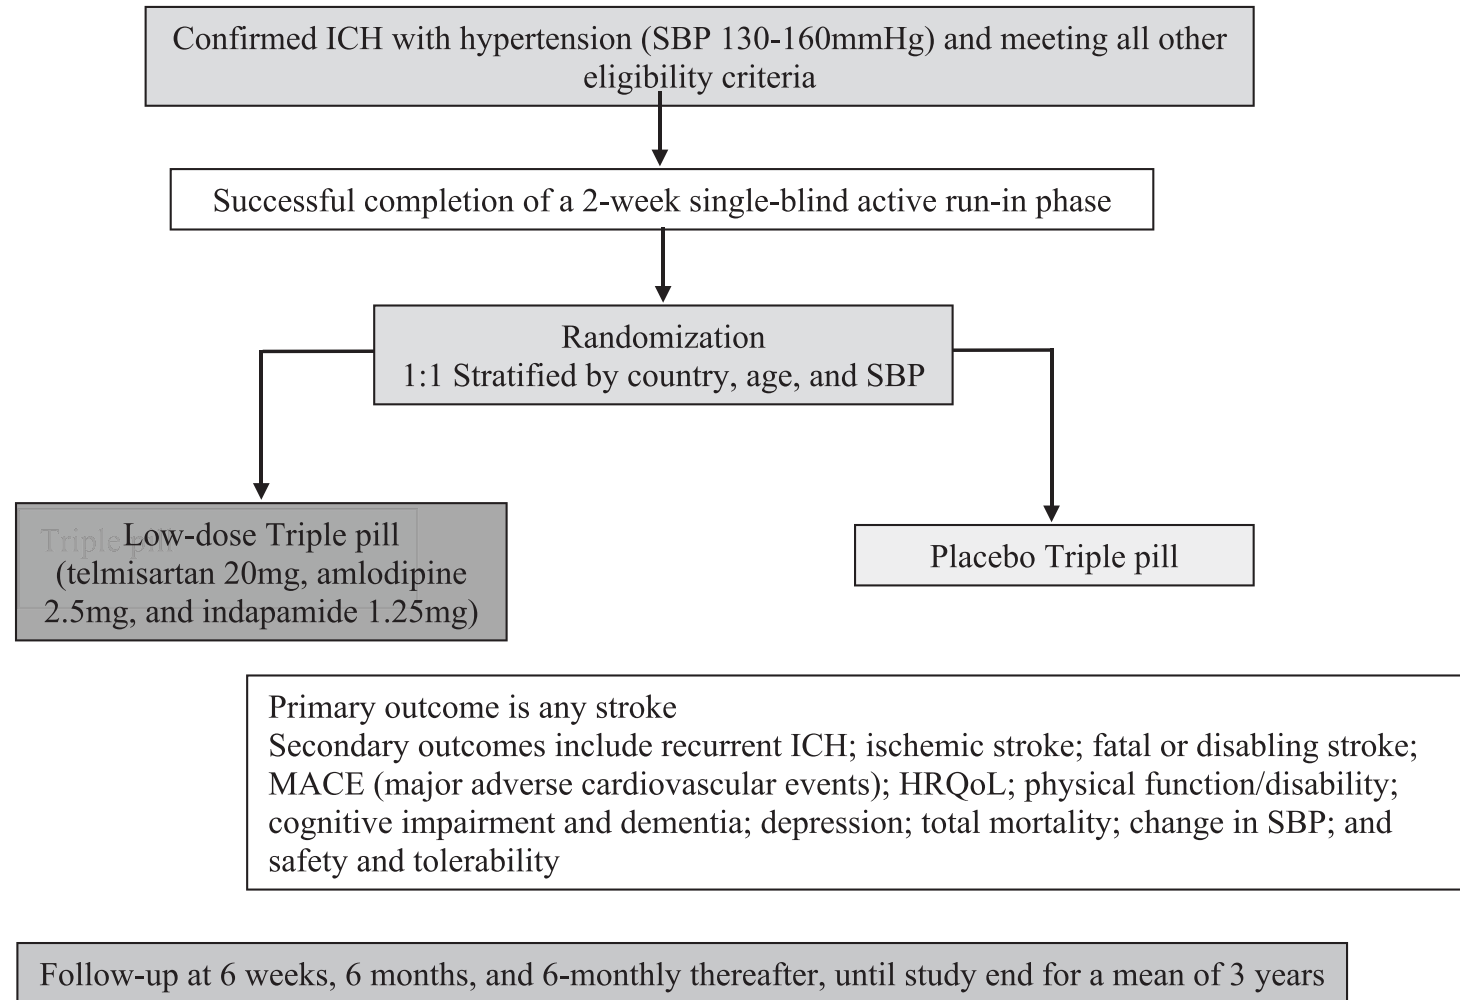 Confirmed ICH with hypertension (SBP 130-160mmHg) and meeting all other
eligibility criteria
Successful completion of a 2-week single-blind active run-in phase
Randomization
1:1 Stratified by country, age, and SBP
Triple pill
Low-dose Triple pill
(telmisartan 20mg, amlodipine
2.5mg, and indapamide 1.25mg)
Placebo Triple pill
Primary outcome is any stroke
Secondary outcomes include recurrent ICH; ischemic stroke; fatal or disabling stroke;
MACE (major adverse cardiovascular events); HRQoL; physical function/disability;
cognitive impairment and dementia; depression; total mortality; change in SBP; and
safety and tolerability
Follow-up at 6 weeks, 6 months, and 6-monthly thereafter, until study end for a mean of 3 years